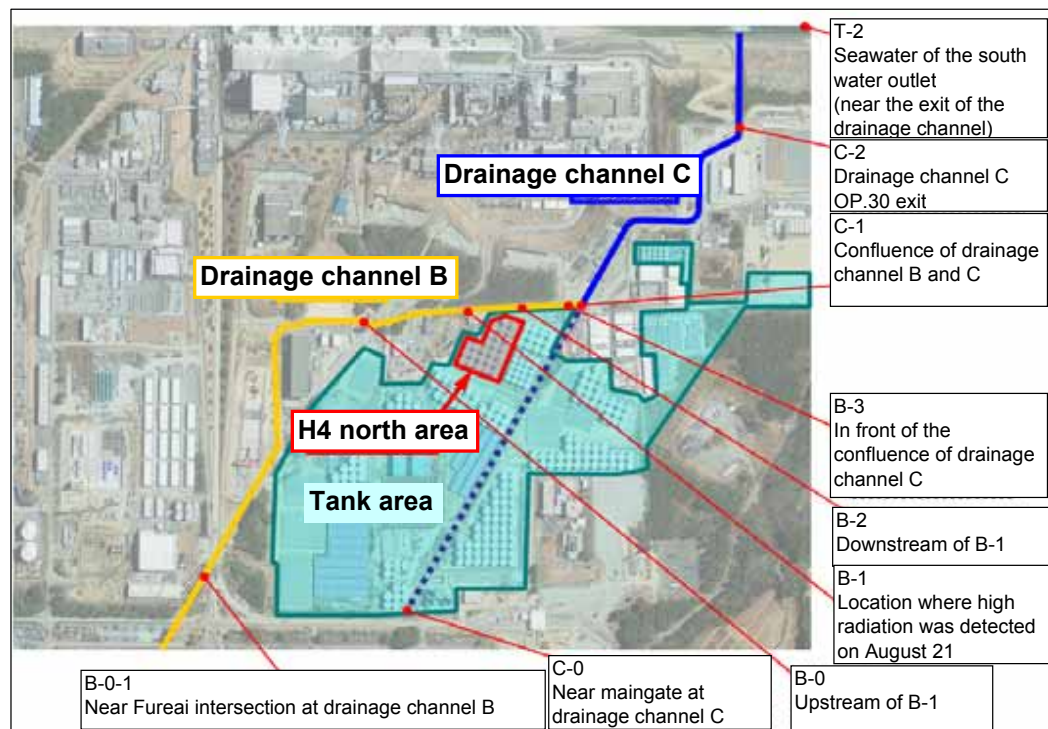 T-2
Seawater of the south
water outlet
(near the exit of the
drainage channel)
C-2
Drainage channel C
OP.30 exit
C-1
Confluence of drainage
channel B and C
Drainage channel C
Drainage channel B
H4 north area
Tank area
B-3
In front of the
confluence of drainage
channel C
B-2
Downstream of B-1
B-1
Location where high
radiation was detected
on August 21
B-0
Upstream of B-1
C-0
Near maingate at
drainage channel C
B-0-1
Near Fureai intersection at drainage channel B